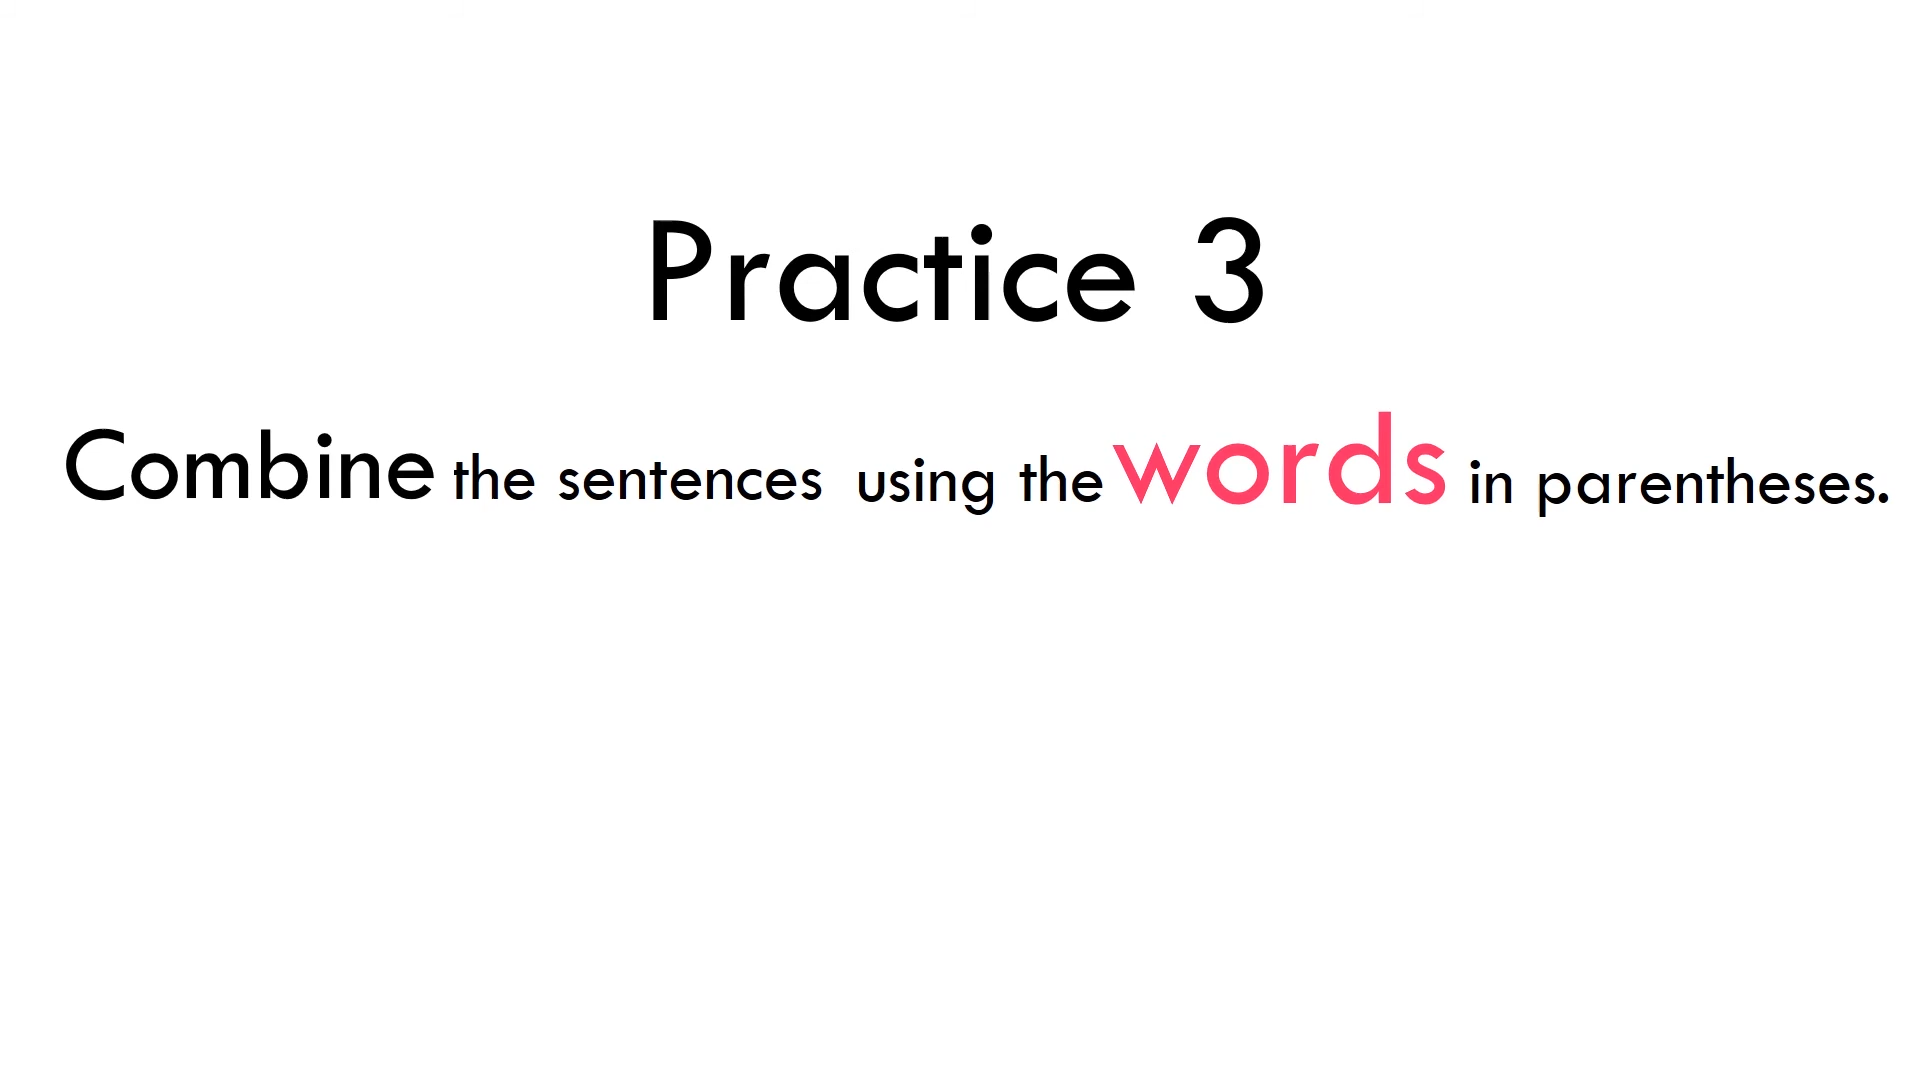 Practice 3
Combine the sentences using the words in parentheses.